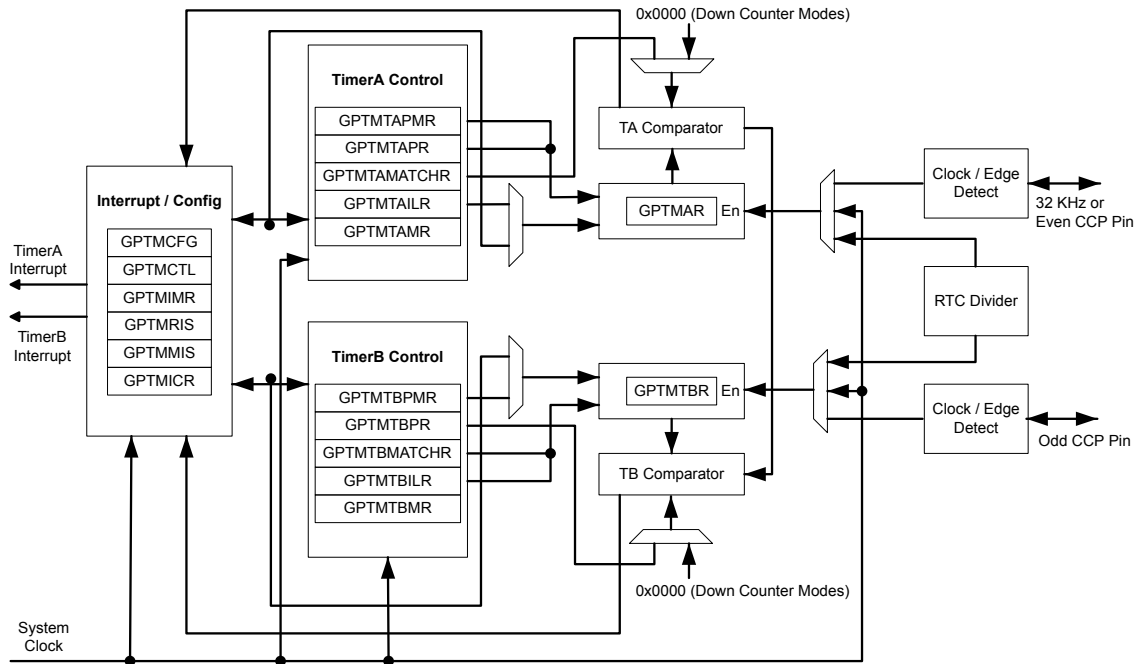 0x0000 (Down Counter Modes)
TimerA Control
GPTMTAPMR
GPTMTAPR
GPTMTAMATCHR
GPTMTAILR
GPTMTAMR
TA Comparator
GPTMAR
En
Clock / Edge
Detect
32 KHz or
Even CCP Pin
Interrupt / Config
GPTMCFG
GPTMCTL
GPTMIMR
GPTMRIS
GPTMMIS
GPTMICR
TimerA
Interrupt
TimerB
Interrupt
RTC Divider
TimerB Control
GPTMTBPMR
GPTMTBPR
GPTMTBMATCHR
GPTMTBILR
GPTMTBMR
GPTMTBR
En
TB Comparator
Clock / Edge
Detect
Odd CCP Pin
0x0000 (Down Counter Modes)
System
Clock